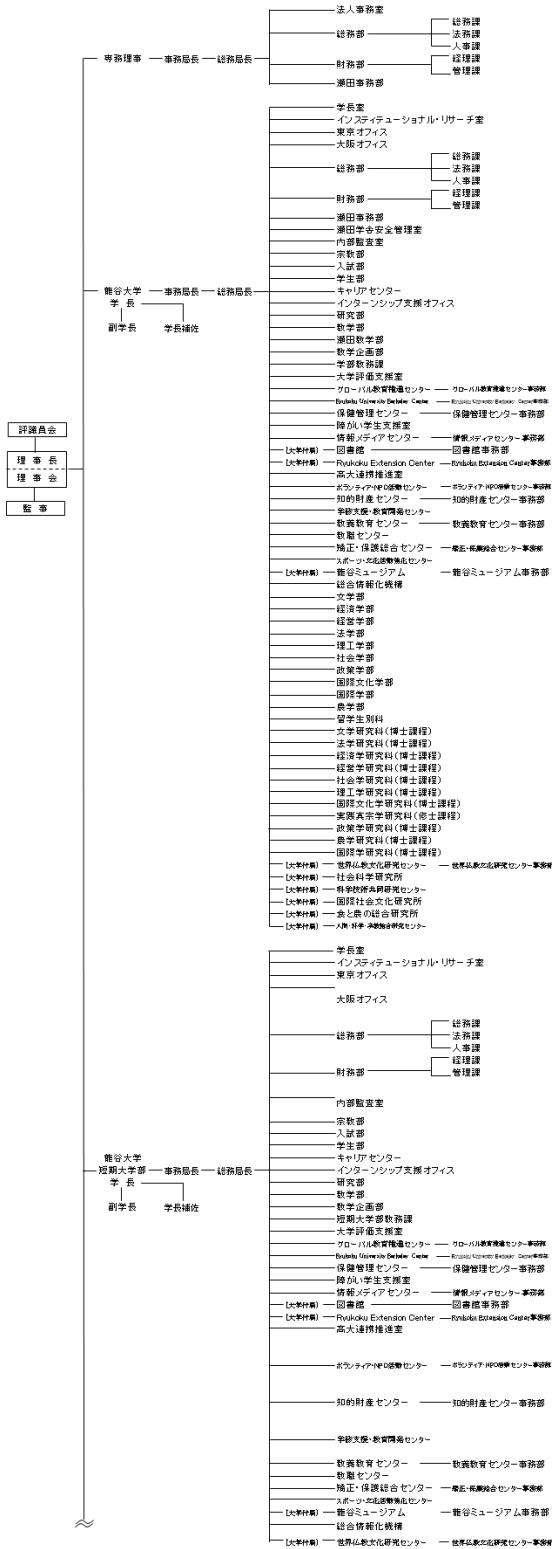 法人事務室
総務部
総務課
法務課
人事課
財務部
経理課
管理課
瀬田事務部
専務理事 事務局長 総務局長
学長室
インスティテューショナル・リサーチ室
東京オフィス
大阪オフィス
総務部
総務課
法務課
人事課
財務部
経理課
管理課
瀬田事務部
瀬田学舎安全管理室
内部監査室
宗教部
入試部
学生部
龍谷大学 事務局長 総務局長
学 長
副学長 学長補佐
キャリアセンター
インターンシップ支援オフィス
研究部
教学部
瀬田教学部
教学企画部
学部教務課
大学評価支援室
グローバル教育推進センター グローバル教育推進センター事務部
Ryukoku University Berkeley Center Ryukoku University Berkeley Center事務部
保健管理センター 保健管理センター事務部
障がい学生支援室
情報メディアセンター 情報メディアセンター事務部
[大学付属] 図書館 図書館事務部
[大学付属] Ryukoku Extension Center Ryukoku Extension Center事務部
高大連携推進室
ボランティア・NPO活動センター ボランティア・NPO活動センター事務部
知的財産センター 知的財産センター事務部
学修支援・教育開発センター
教養教育センター 教養教育センター事務部
教職センター
矯正・保護総合センター 矯正・保護総合センター事務部
スポーツ・文化活動強化センター
[大学付属] 龍谷ミュージアム 龍谷ミュージアム事務部
総合情報化機構
評議員会
理 事 長
理 事 会
監 事
文学部
経済学部
経営学部
法学部
理工学部
社会学部
政策学部
国際文化学部
国際学部
農学部
留学生別科
文学研究科(博士課程)
法学研究科(博士課程)
経済学研究科(博士課程)
経営学研究科(博士課程)
社会学研究科(博士課程)
理工学研究科(博士課程)
国際文化学研究科(博士課程)
実践真宗学研究科(修士課程)
政策学研究科(博士課程)
農学研究科(博士課程)
国際学研究科(博士課程)
[大学付属] 世界仏教文化研究センター 世界仏教文化研究センター事務部
[大学付属] 社会科学研究所
[大学付属] 科学技術共同研究センター
[大学付属] 国際社会文化研究所
[大学付属] 食と農の総合研究所
[大学付属] 人間・科学・宗教総合研究センター
学長室
インスティテューショナル・リサーチ室
東京オフィス
大阪オフィス
総務部
総務課
法務課
人事課
財務部
経理課
管理課
内部監査室
宗教部
入試部
学生部
キャリアセンター
龍谷大学
短期大学部 事務局長 総務局長
学 長
副学長 学長補佐
インターンシップ支援オフィス
研究部
教学部
教学企画部
短期大学部教務課
大学評価支援室
グローバル教育推進センター グローバル教育推進センター事務部
Ryukoku University Berkeley Center Ryukoku University Berkeley Center事務部
保健管理センター 保健管理センター事務部
障がい学生支援室
情報メディアセンター 情報メディアセンター事務部
[大学付属] 図書館 図書館事務部
[大学付属] Ryukoku Extension Center Ryukoku Extension Center事務部
高大連携推進室
ボランティア・NPO活動センター ボランティア・NPO活動センター事務部
知的財産センター 知的財産センター事務部
学修支援・教育開発センター
教養教育センター 教養教育センター事務部
教職センター
矯正・保護総合センター 矯正・保護総合センター事務部
スポーツ・文化活動強化センター
[大学付属] 龍谷ミュージアム 龍谷ミュージアム事務部
総合情報化機構
[大学付属] 世界仏教文化研究センター 世界仏教文化研究センター事務部